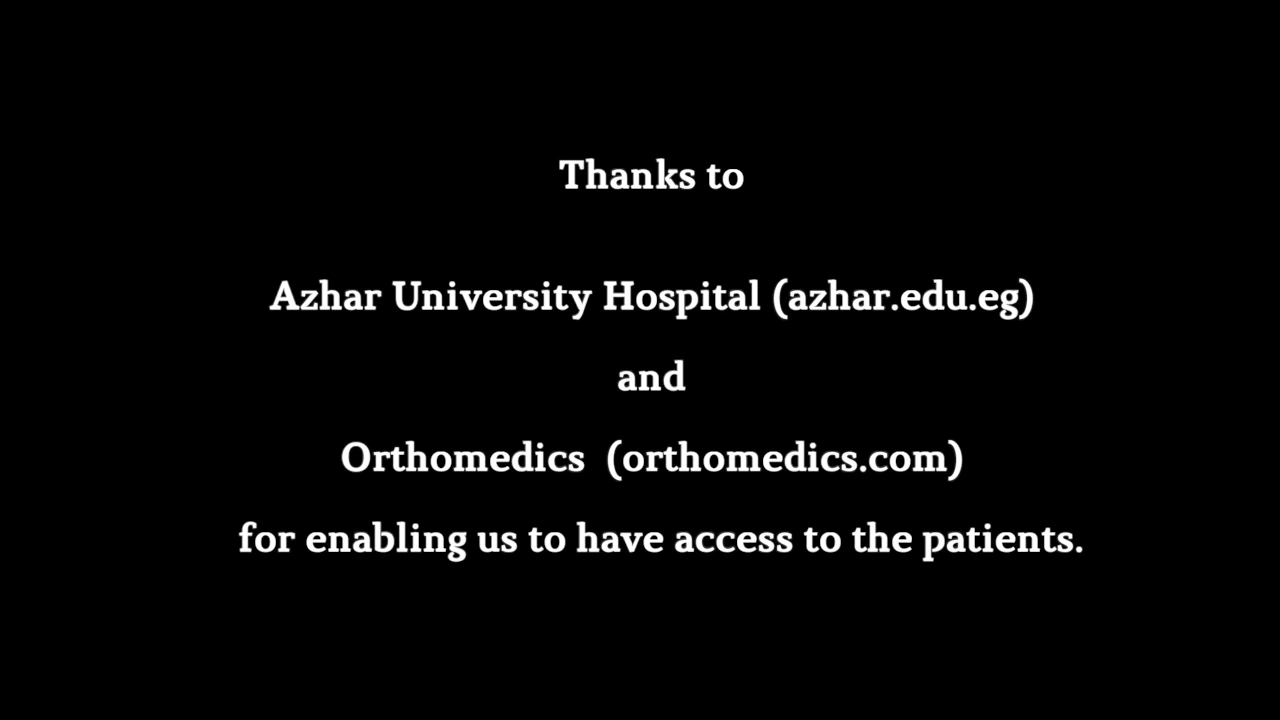 Thanks to
Azhar University Hospital (azhar.edu.eg)
and
Orthomedics (orthomedics.com)
for enabling us to have access to the patients.